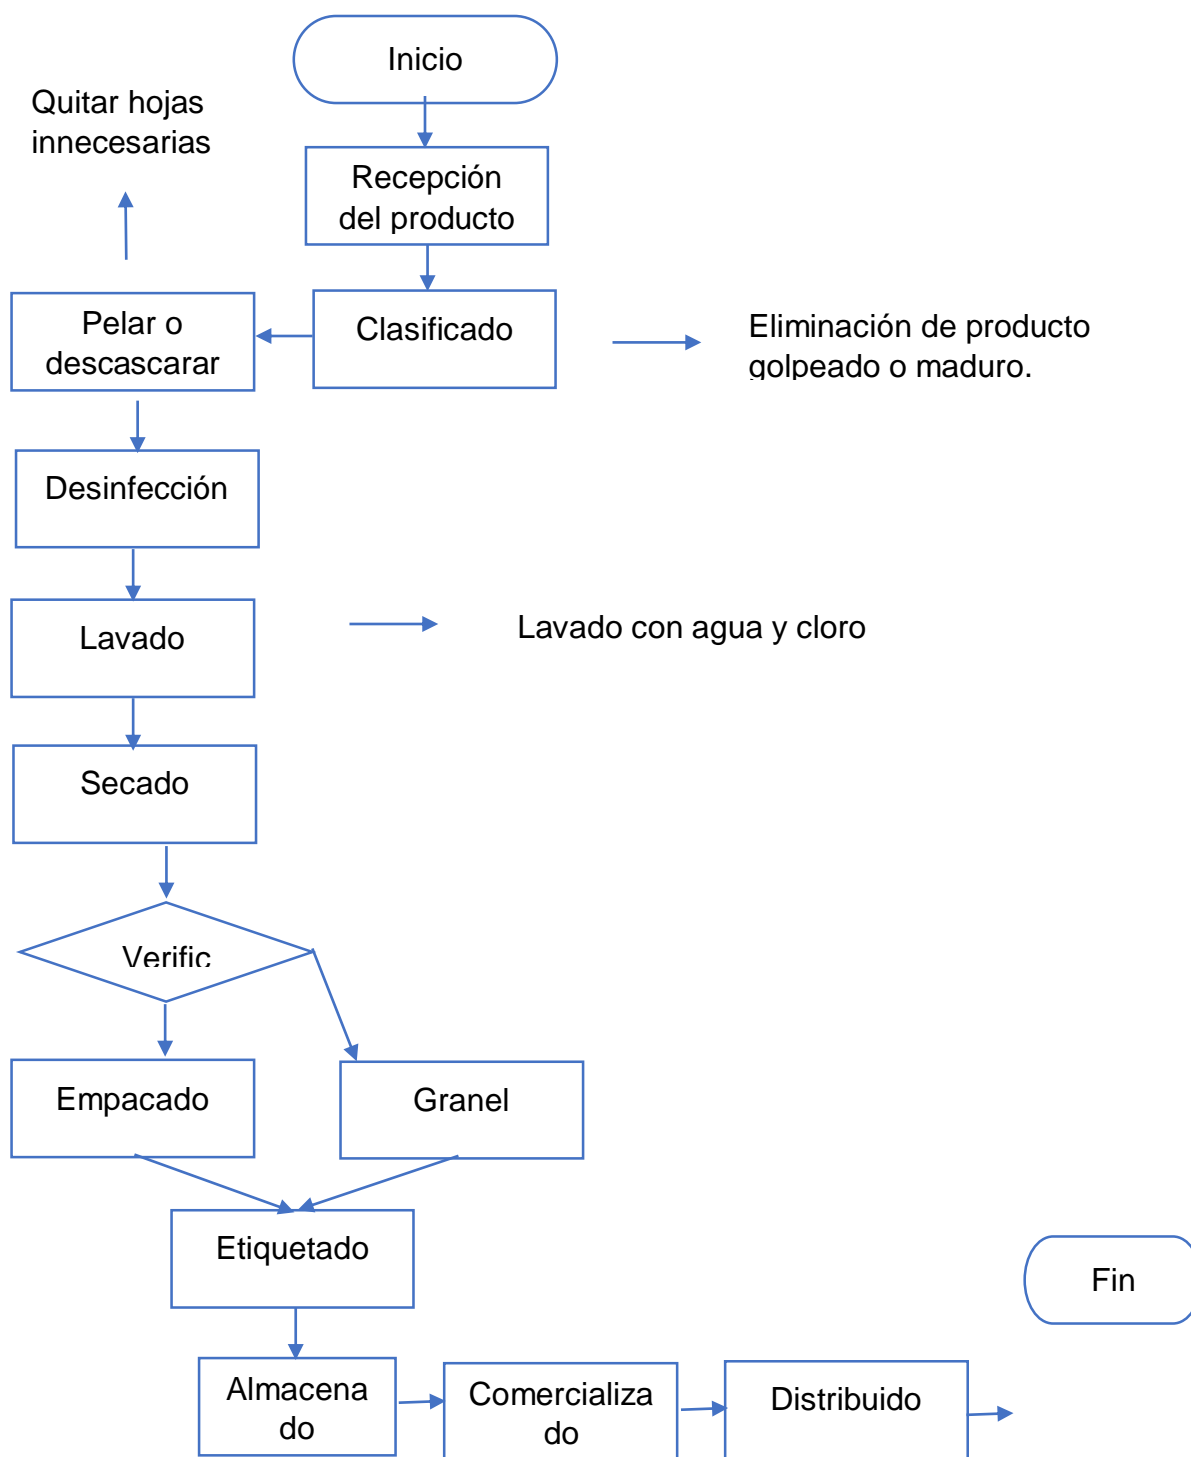 Inicio
Quitar hojas
innecesarias
Recepción
del producto
Pelar o
descascarar
Clasificado
Eliminación de producto
golpeado o maduro.
Desinfección
Lavado
Lavado con agua y cloro
Secado
Verific
Empacado
Granel
Etiquetado
Fin
Almacena
do
Comercializa
do
Distribuido